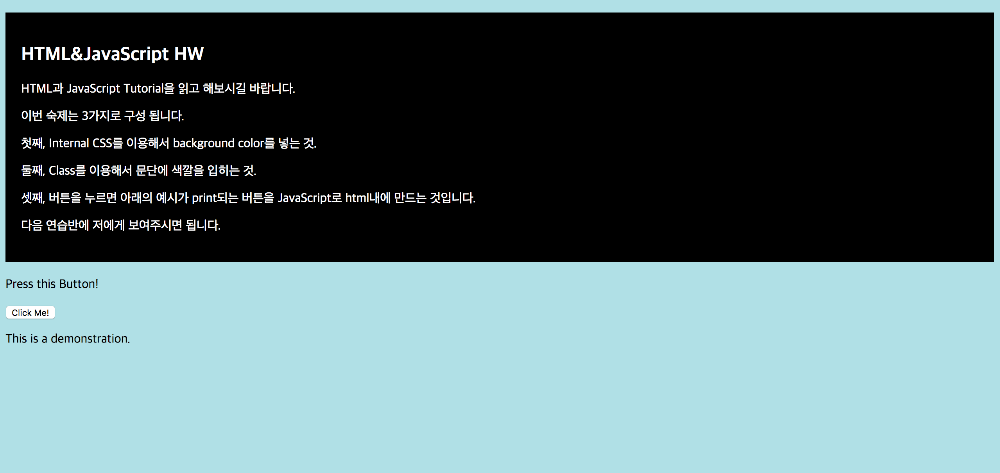 HTML&JavaScript HW
HTML과 JavaScript Tutorial을 읽고 해보시길 바랍니다.
이번 숙제는 3가지로 구성 됩니다.
첫째, Internal CSS를 이용해서 background color를 넣는 것.
둘째, Class를 이용해서 문단에 색깔을 입히는 것.
셋째, 버튼을 누르면 아래의 예시가 print되는 버튼을 JavaScript로 html내에 만드는 것입니다.
다음 연습반에 저에게 보여주시면 됩니다.
Press this Button!
Click Me!
This is a demonstration.